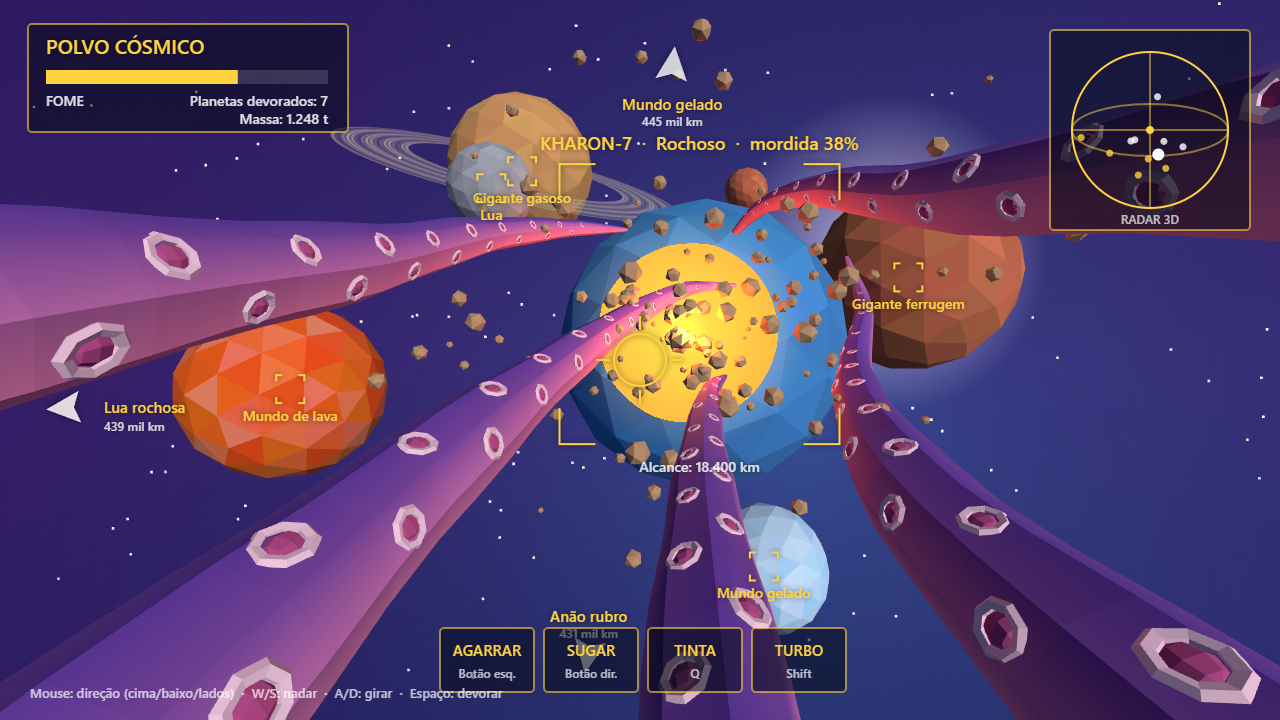 POLVO CÓSMICO
FOME
Planetas devorados: 7
Massa: 1.248 t
Mundo gelado
445 mil km
KHARON-7 · Rochoso · mordida 38%
Gigante gasoso
Lua
RADAR 3D
Gigante ferrugem
Lua rochosa
439 mil km
Mundo de lava
Alcance: 18.400 km
Mundo gelado
Anão rubro
431 mil km
AGARRAR
Botão esq.
SUGAR
Botão dir.
TINTA
Q
TURBO
Shift
Mouse: direção (cima/baixo/lados) · W/S: nadar · A/D: girar · Espaço: devorar